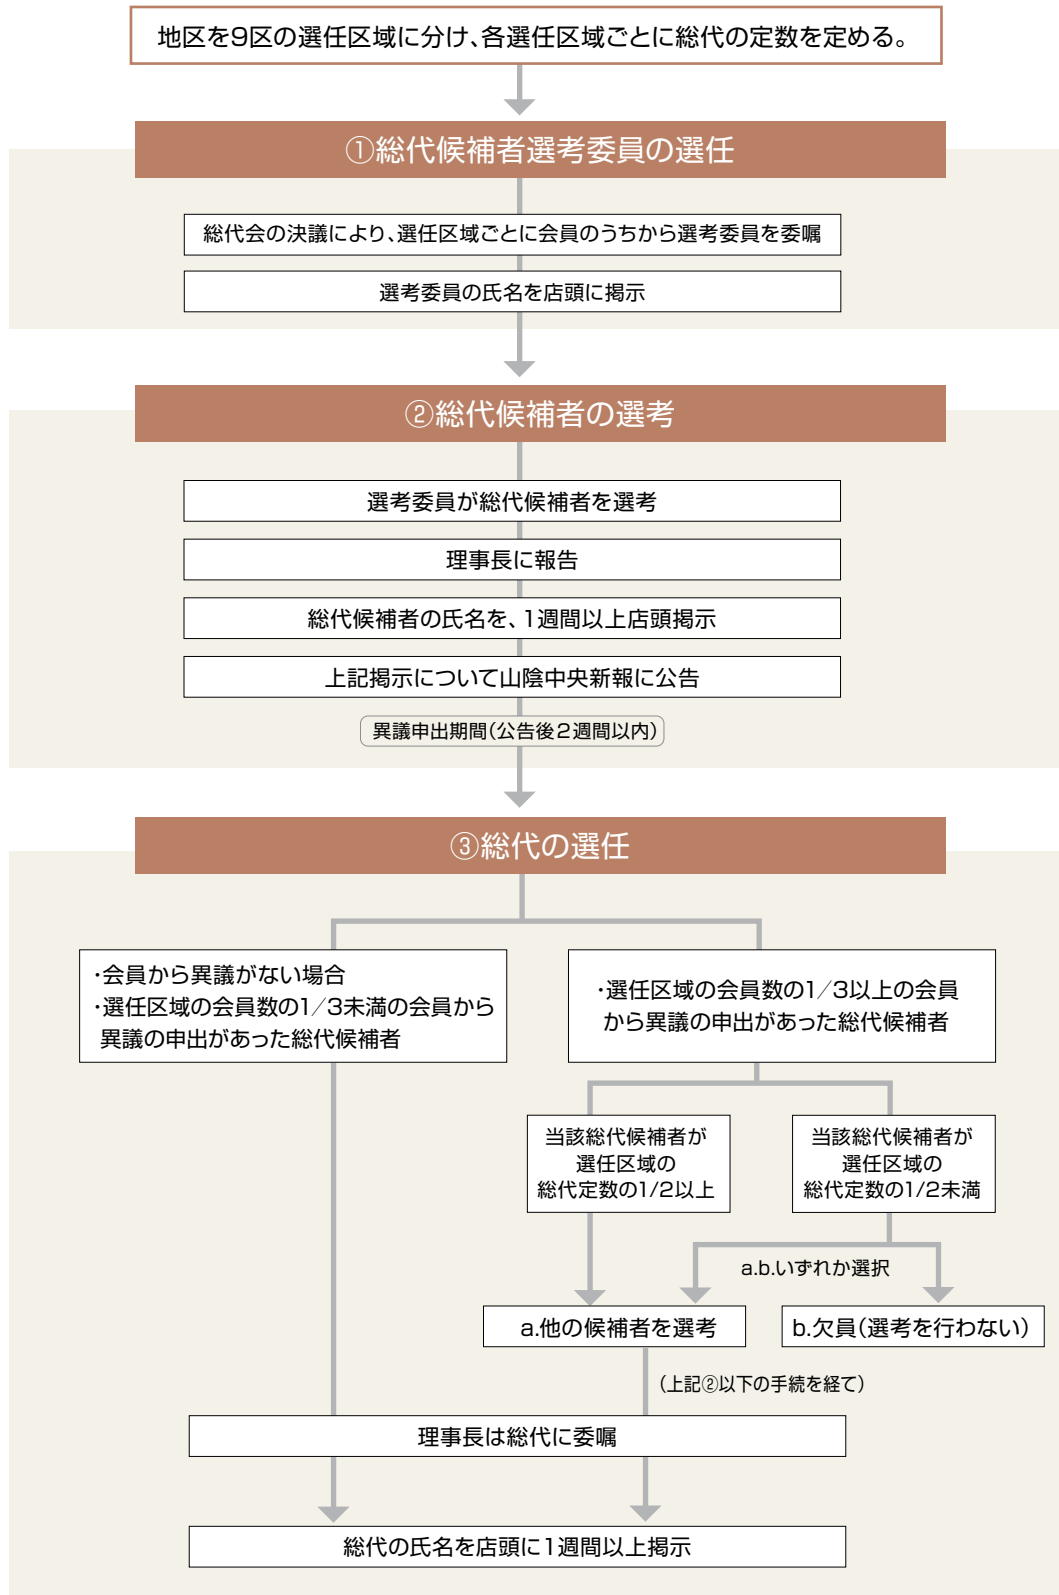 地区を9区の選任区域に分け、各選任区域ごとに総代の定数を定める。
①総代候補者選考委員の選任
総代会の決議により、選任区域ごとに会員のうちから選考委員を委嘱
選考委員の氏名を店頭に掲示
②総代候補者の選考
選考委員が総代候補者を選考
理事長に報告
総代候補者の氏名を、1週間以上店頭掲示
上記掲示について山陰中央新報に公告
異議申出期間(公告後2週間以内)
③総代の選任
・会員から異議がない場合
・選任区域の会員数の1/3未満の会員から
異議の申出があった総代候補者
・選任区域の会員数の1/3以上の会員
から異議の申出があった総代候補者
当該総代候補者が
選任区域の
総代定数の1/2以上
当該総代候補者が
選任区域の
総代定数の1/2未満
a.b.いずれか選択
a.他の候補者を選考
b.欠員(選考を行わない)
(上記②以下の手続を経て)
理事長は総代に委嘱
総代の氏名を店頭に1週間以上掲示